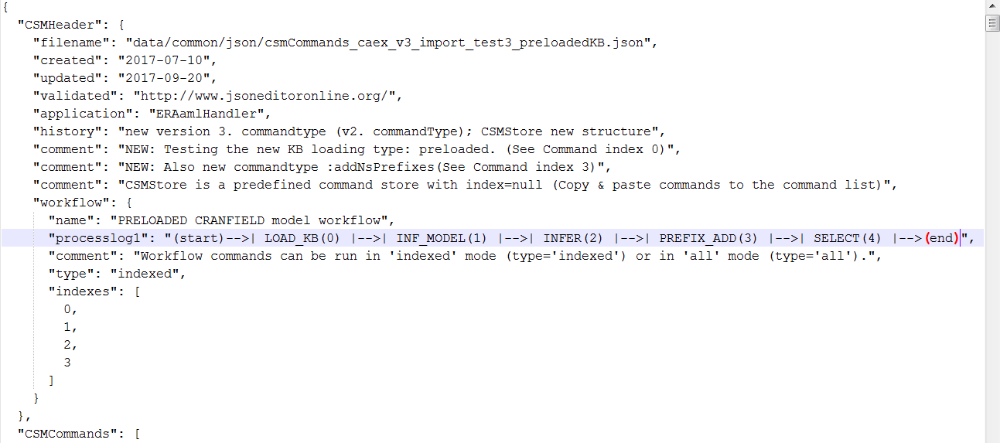 {
"CSMHeader": {
"filename": "data/common/json/csmCommands_caex_v3_import_test3_preloadedKB.json",
"created": "2017-07-10",
"updated": "2017-09-20",
"validated": "http://www.jsoneditoronline.org/",
"application": "ERAamlHandler",
"history": "new version 3. commandtype (v2. commandType); CSMStore new structure",
"comment": "NEW: Testing the new KB loading type: preloaded. (See Command index 0)",
"comment": "NEW: Also new commandtype :addNsPrefixes(See Command index 3)",
"comment": "CSMStore is a predefined command store with index=null (Copy & paste commands to the command list)",
"workflow": {
"name": "PRELOADED CRANFIELD model workflow",
"processlog1": "(start)-->| LOAD_KB(0) |-->| INF_MODEL(1) |-->| INFER(2) |-->| PREFIX_ADD(3) |-->| SELECT(4) |-->(end)",
"comment": "Workflow commands can be run in 'indexed' mode (type='indexed') or in 'all' mode (type='all').",
"type": "indexed",
"indexes": [
0,
1,
2,
3
]
}
},
"CSMCommands": [